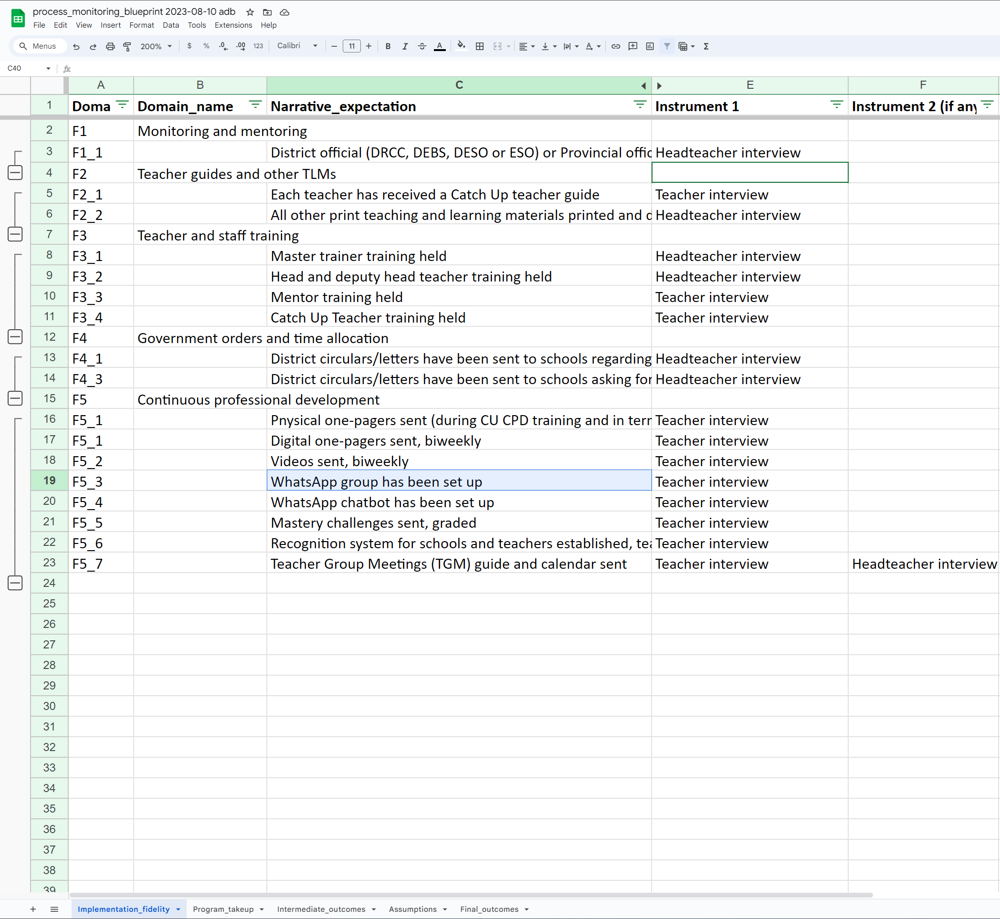 process_monitoring_blueprint 2023-08-10 adb
File Edit View Insert Format Data Tools Extensions Help
Menus 200% $ % .0 .00 123 Calibri 11 B I A Σ
C40 fx
A B C E F
1 Doma Domain_name Narrative_expectation Instrument 1 Instrument 2 (if any
2 F1 Monitoring and mentoring
3 F1_1 District official (DRCC, DEBS, DESO or ESO) or Provincial offic Headteacher interview
4 F2 Teacher guides and other TLMs
5 F2_1 Each teacher has received a Catch Up teacher guide Teacher interview
6 F2_2 All other print teaching and learning materials printed and d Headteacher interview
7 F3 Teacher and staff training
8 F3_1 Master trainer training held Headteacher interview
9 F3_2 Head and deputy head teacher training held Headteacher interview
10 F3_3 Mentor training held Teacher interview
11 F3_4 Catch Up Teacher training held Teacher interview
12 F4 Government orders and time allocation
13 F4_1 District circulars/letters have been sent to schools regarding Headteacher interview
14 F4_3 District circulars/letters have been sent to schools asking for Headteacher interview
15 F5 Continuous professional development
16 F5_1 Pnysical one-pagers sent (during CU CPD training and in tern Teacher interview
17 F5_1 Digital one-pagers sent, biweekly Teacher interview
18 F5_2 Videos sent, biweekly Teacher interview
19 F5_3 WhatsApp group has been set up Teacher interview
20 F5_4 WhatsApp chatbot has been set up Teacher interview
21 F5_5 Mastery challenges sent, graded Teacher interview
22 F5_6 Recognition system for schools and teachers established, tea Teacher interview
23 F5_7 Teacher Group Meetings (TGM) guide and calendar sent Teacher interview Headteacher interview
24
25
26
27
28
29
30
31
32
33
34
35
36
37
38
39
Implementation_fidelity Program_takeup Intermediate_outcomes Assumptions Final_outcomes